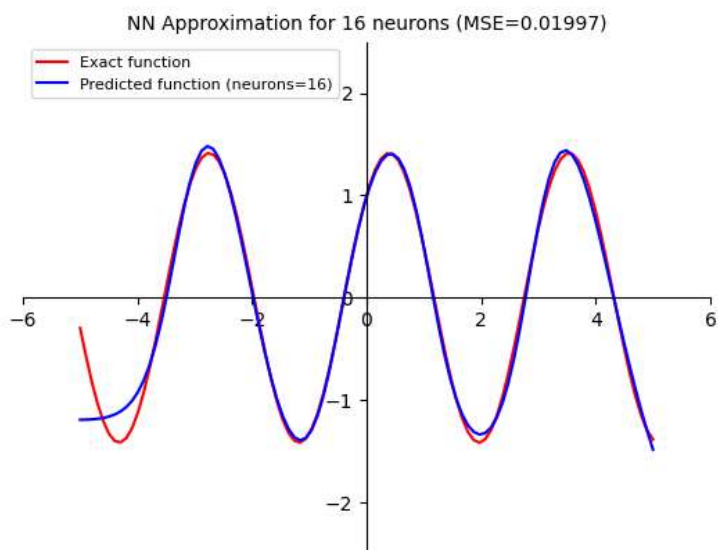 NN Approximation for 16 neurons (MSE=0.01997)
Exact function
Predicted function (neurons=16)
2
1
0
−6 −4 −2 0 2 4 6
−1
−2